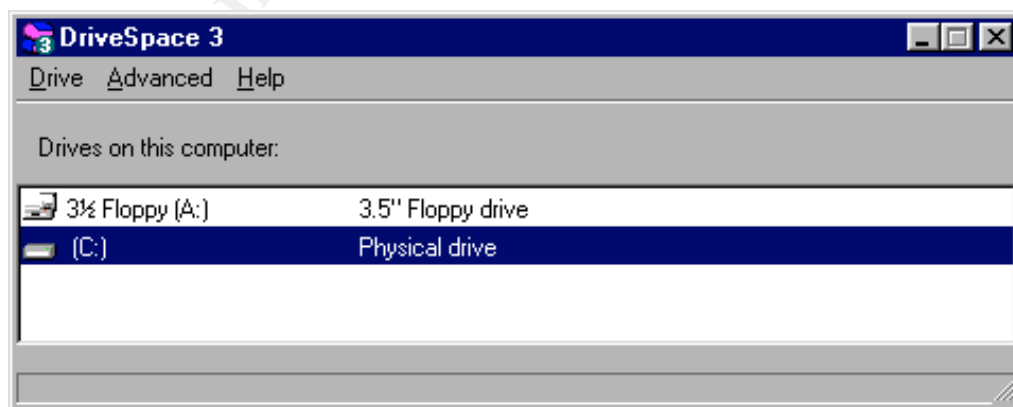 DriveSpace 3
Drive Advanced Help
Drives on this computer:
3½ Floppy (A:) 3.5" Floppy drive
(C:) Physical drive